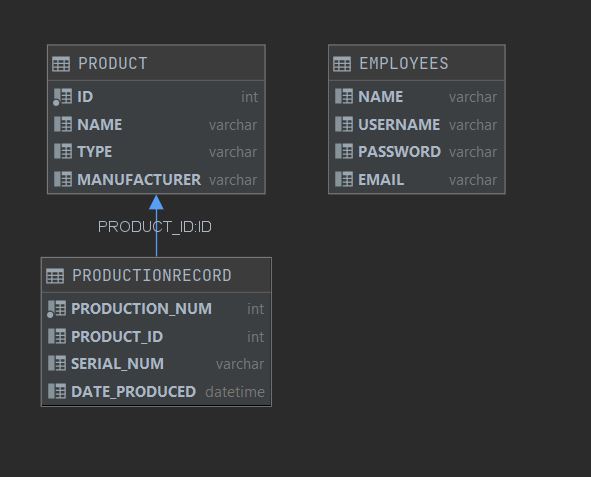 PRODUCT
ID int
NAME varchar
TYPE varchar
MANUFACTURER varchar
EMPLOYEES
NAME varchar
USERNAME varchar
PASSWORD varchar
EMAIL varchar
PRODUCT_ID:ID
PRODUCTIONRECORD
PRODUCTION_NUM int
PRODUCT_ID int
SERIAL_NUM varchar
DATE_PRODUCED datetime